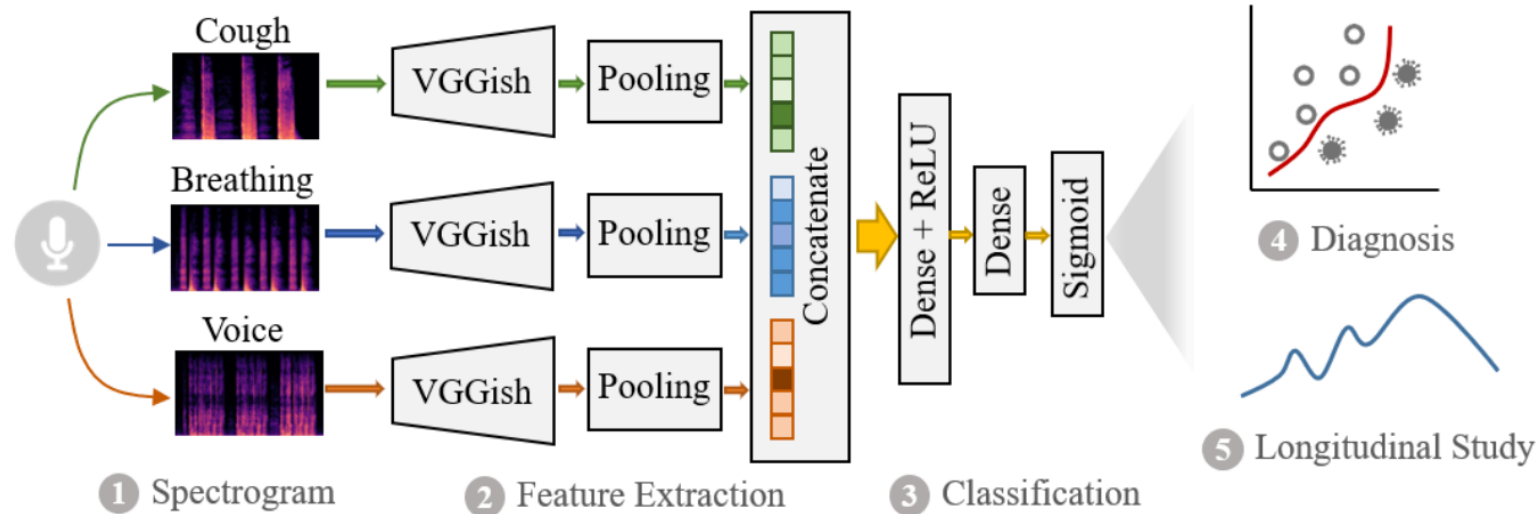 Cough
VGGish
Pooling
Breathing
VGGish
Pooling
Voice
VGGish
Pooling
Concatenate
Dense + ReLU
Dense
Sigmoid
1 Spectrogram
2 Feature Extraction
3 Classification
4 Diagnosis
5 Longitudinal Study